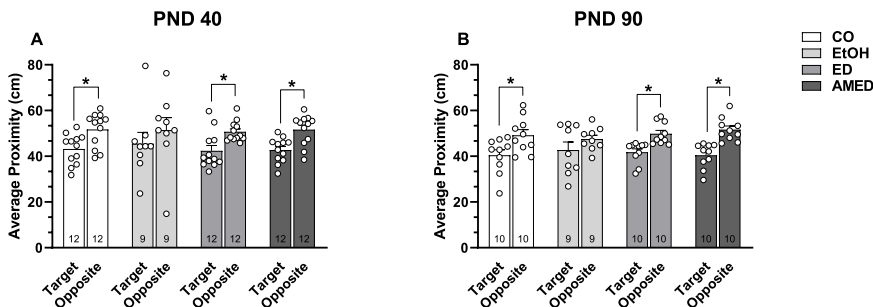 PND 40
PND 90
CO
EtOH
ED
AMED
A
Average Proximity (cm)
80
60
40
20
0
* * *
12 12 9 9 12 12 12 12
Target Opposite Target Opposite Target Opposite Target Opposite
B
Average Proximity (cm)
80
60
40
20
0
* * *
10 10 9 9 10 10 10 10
Target Opposite Target Opposite Target Opposite Target Opposite